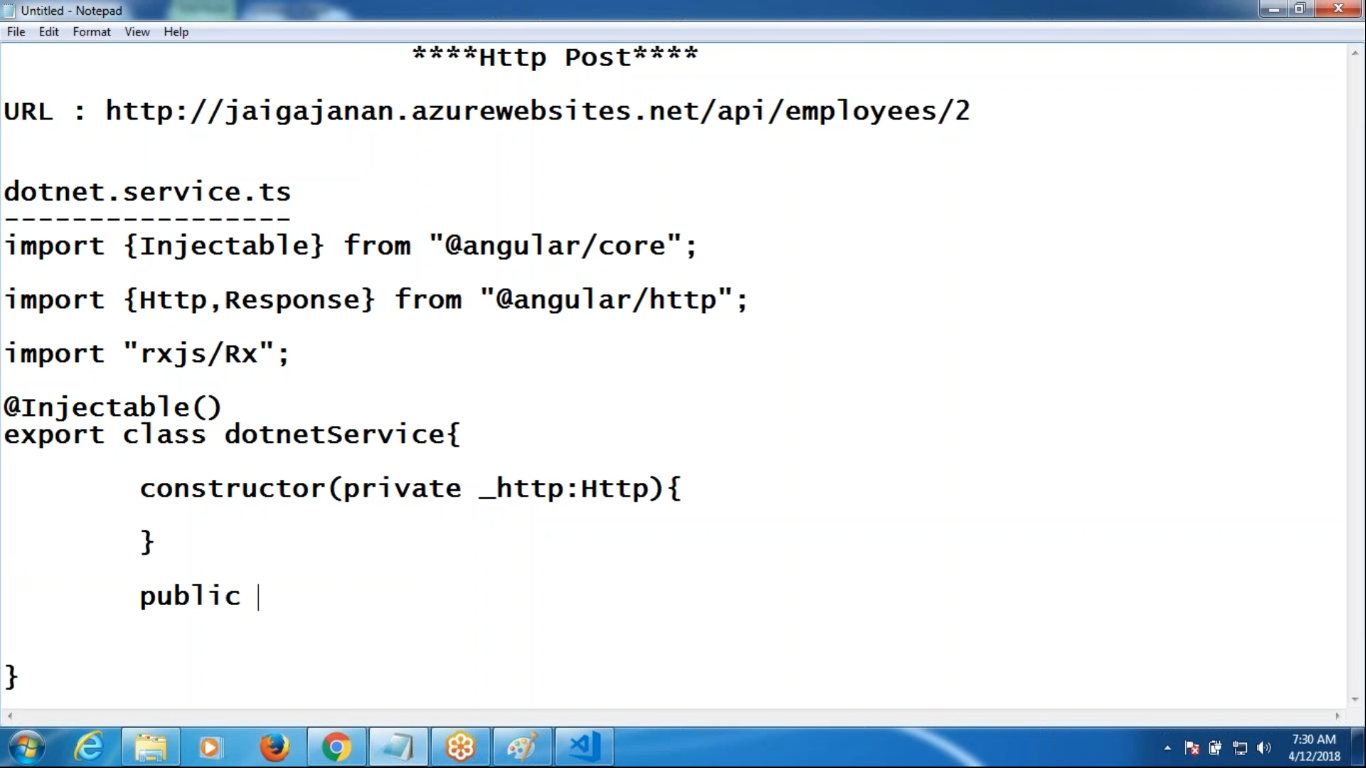 Untitled - Notepad
File Edit Format View Help
****Http Post****
URL : http://jaigajanan.azurewebsites.net/api/employees/2
dotnet.service.ts
-----------------
import {Injectable} from "@angular/core";
import {Http,Response} from "@angular/http";
import "rxjs/Rx";
@Injectable()
export class dotnetService{
constructor(private _http:Http){
}
public
}
7:30 AM
4/12/2018